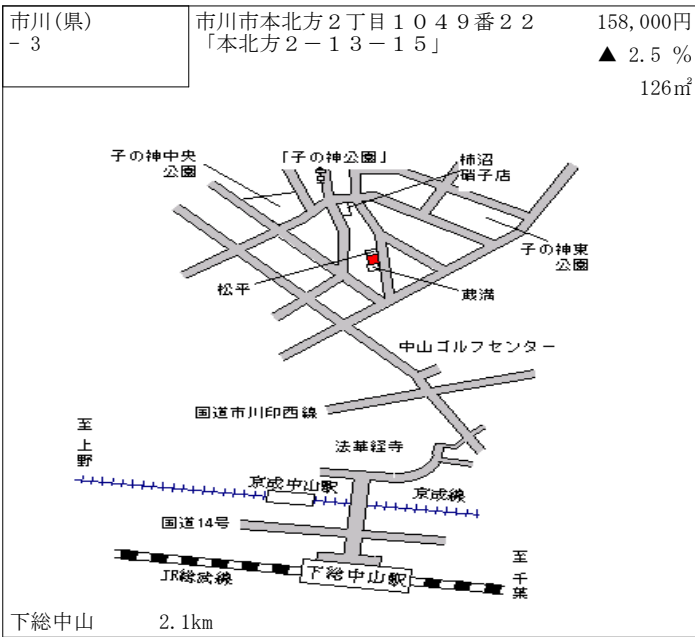 市川(県)
- 3
市川市本北方２丁目１０４９番２２
「本北方２－１３－１５」
158,000円
▲ 2.5 %
126㎡
子の神中央
公園
「子の神公園」
柿沼
硝子店
子の神東
公園
松平
蔵満
中山ゴルフセンター
国道市川印西線
至上野
法華経寺
京成中山駅
京成線
国道14号
至千葉
JR総武線
下総中山駅
下総中山 2.1km